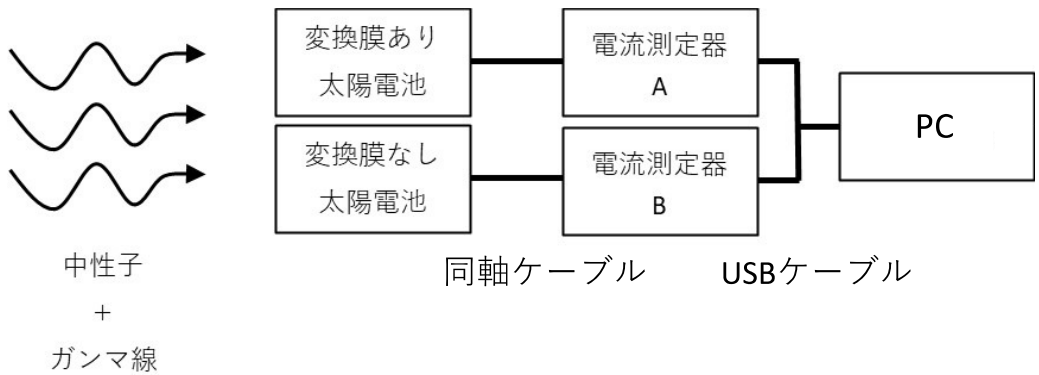 変換膜あり
太陽電池
電流測定器
A
変換膜なし
太陽電池
電流測定器
B
PC
同軸ケーブル
USBケーブル
中性子
+
ガンマ線